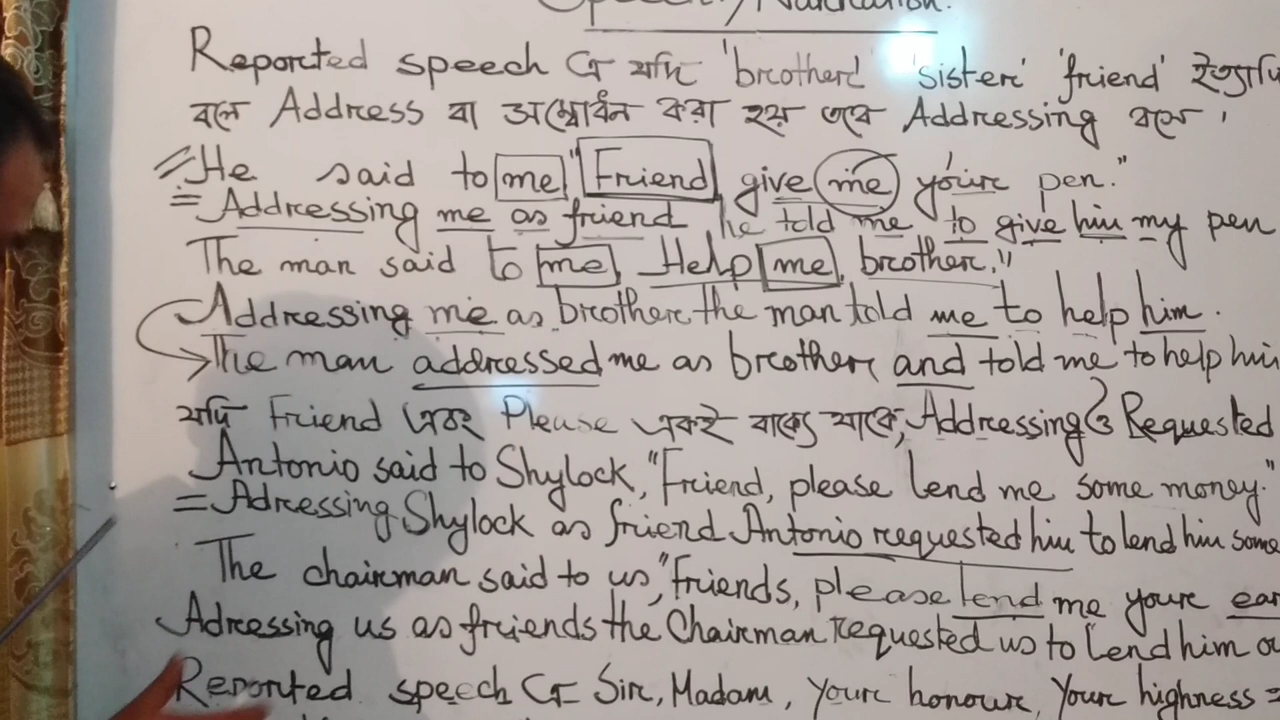 Speech/Narration.
Reported speech এ যদি 'brother' 'sister' 'friend' ইত্যাদি
বলে Address বা সম্বোধন করা হয় তবে Addressing বসে।
He said to me, "Friend, give me your pen."
= Addressing me as friend he told me to give him my pen
The man said to me, Help me, brother."
Addressing me as brother the man told me to help him.
The man addressed me as brother and told me to help him
যদি Friend এবং Please একই বাক্যে থাকে, Addressing ও Requested
Antonio said to Shylock, "Friend, please lend me some money."
= Adressing Shylock as friend Antonio requested him to lend him some
The chairman said to us, "Friends, please lend me your ear
Adressing us as friends the Chairman requested us to lend him ou
Reported speech এ Sir, Madam, Your honour, Your highness =